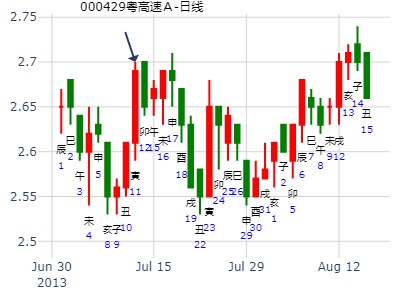 000429粤高速A-日线
2.75
2.7
2.65
2.6
2.55
2.5
辰
1
巳
2
午
3
未
4
申
5
亥
8
子
9
丑
10
寅
11
卯
12
午
15
未
16
申
17
酉
18
戌
19
丑
22
寅
23
卯
24
辰
25
巳
26
申
29
酉
30
戌
31
亥
1
子
2
卯
5
辰
6
巳
7
午
8
未
9
戌
12
亥
13
子
14
丑
15
Jun 30
2013
Jul 15
Jul 29
Aug 12